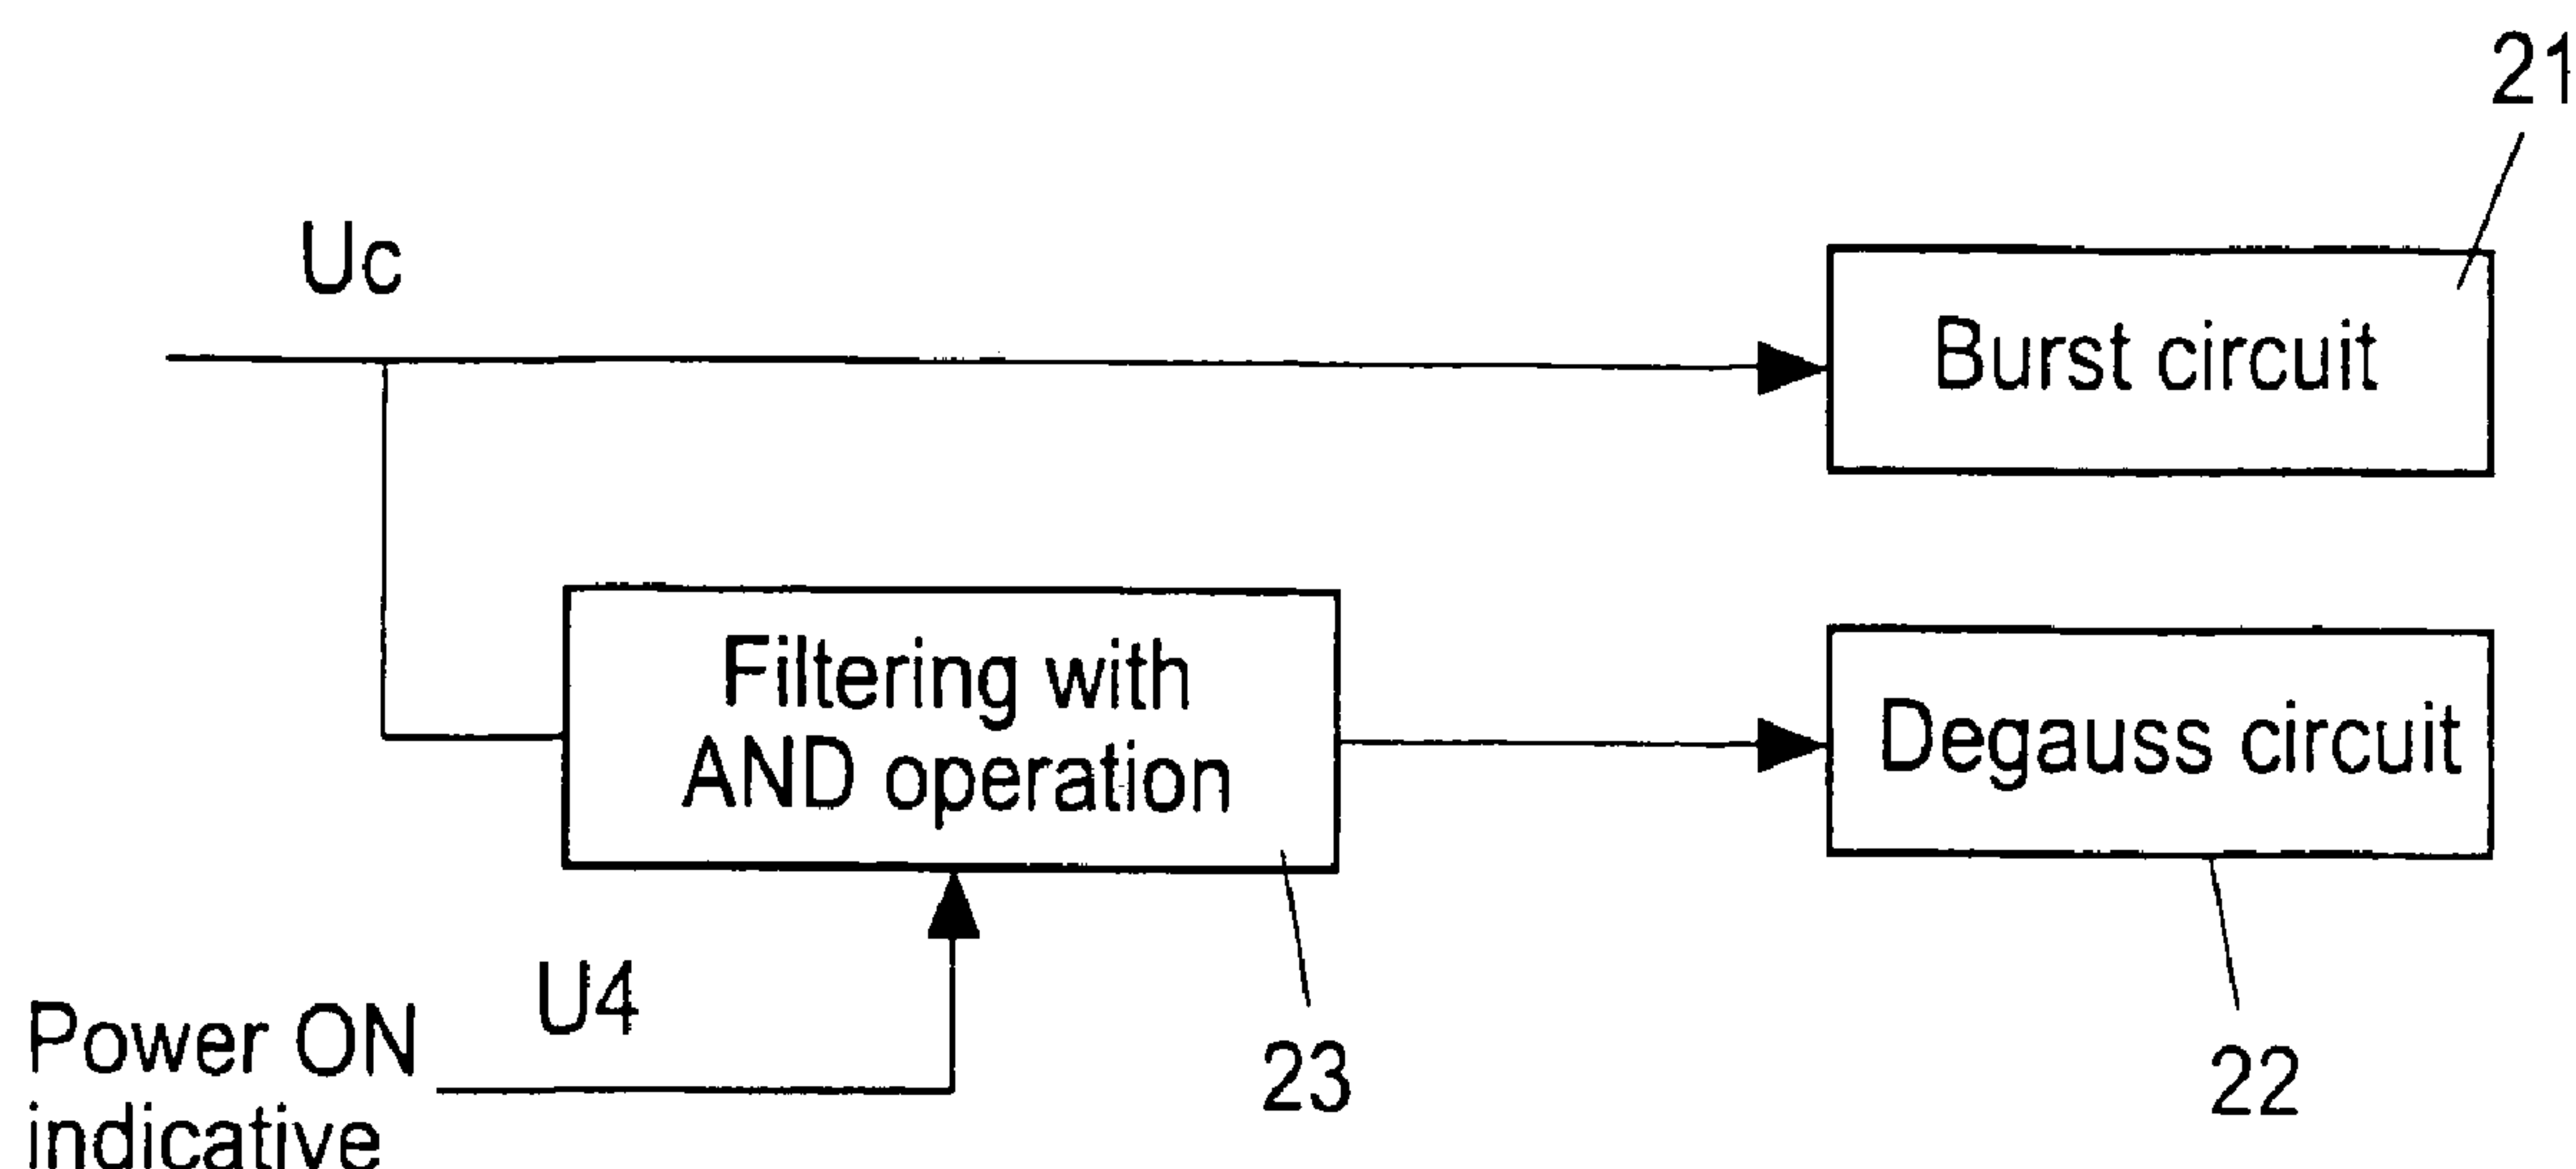 21
Uc
Burst circuit
Filtering with
AND operation
Degauss circuit
U4
Power ON
indicative
23
22